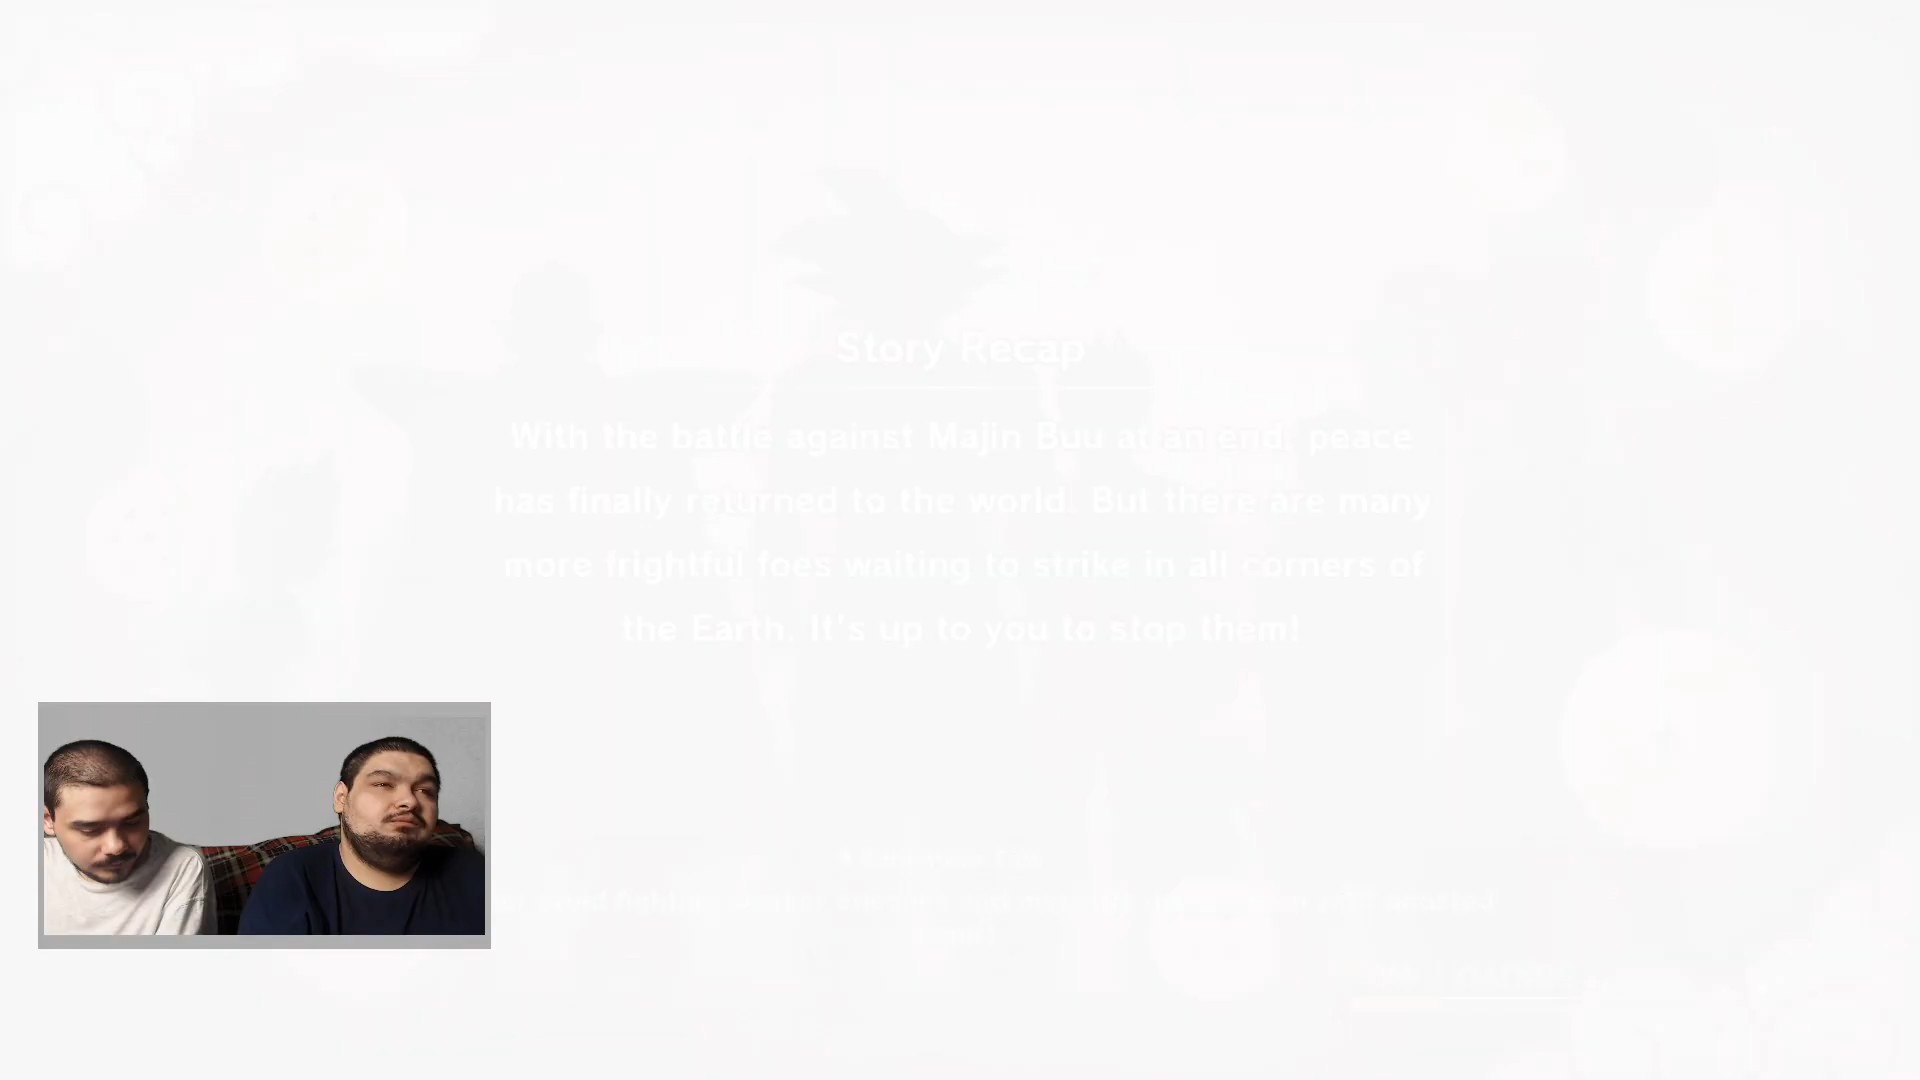 Story Recap
With the battle against Majin Buu at an end, peace
has finally returned to the world. But there are many
more frightful foes waiting to strike in all corners of
the Earth. It's up to you to stop them!